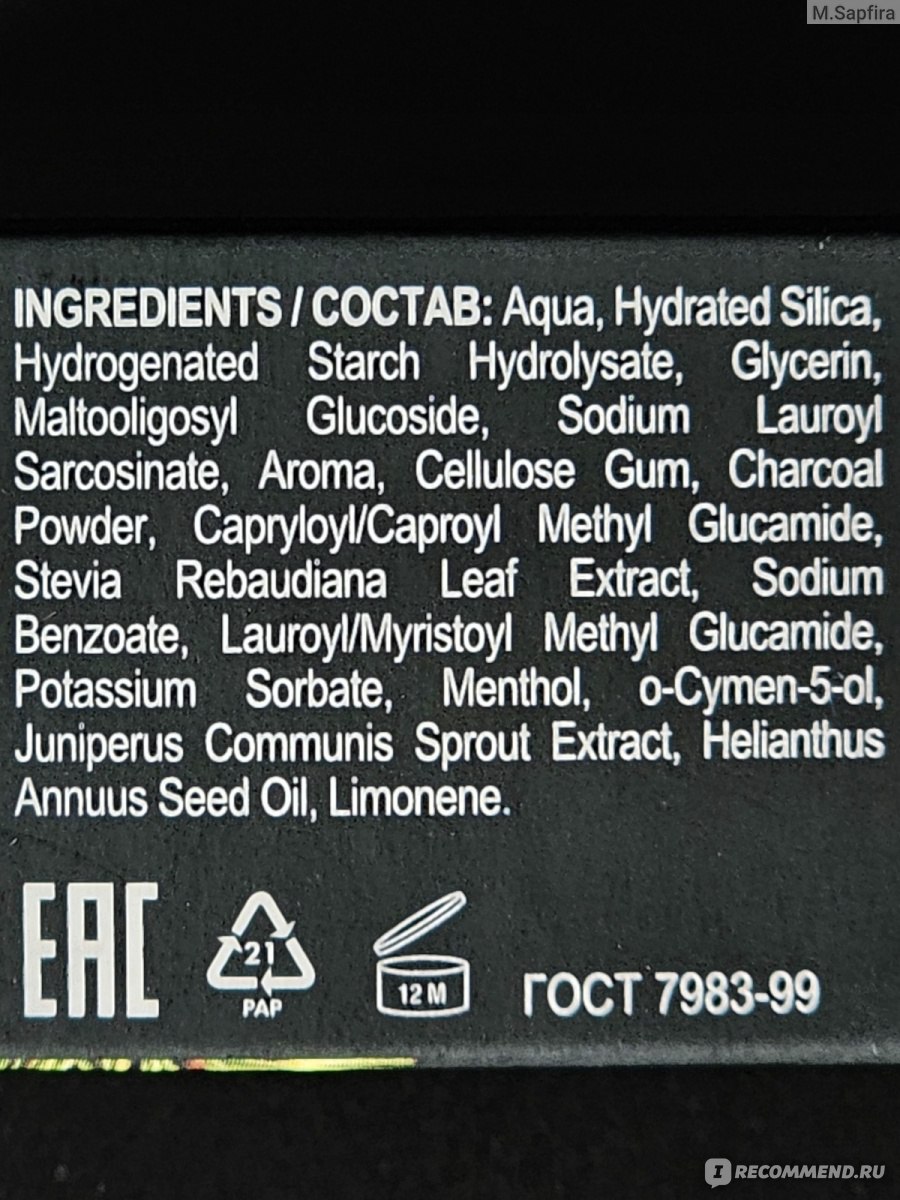 M.Sapfira
INGREDIENTS / СОСТАВ: Aqua, Hydrated Silica,
Hydrogenated Starch Hydrolysate, Glycerin,
Maltooligosyl Glucoside, Sodium Lauroyl
Sarcosinate, Aroma, Cellulose Gum, Charcoal
Powder, Capryloyl/Caproyl Methyl Glucamide,
Stevia Rebaudiana Leaf Extract, Sodium
Benzoate, Lauroyl/Myristoyl Methyl Glucamide,
Potassium Sorbate, Menthol, o-Cymen-5-ol,
Juniperus Communis Sprout Extract, Helianthus
Annuus Seed Oil, Limonene.
EAC
21
PAP
12 M
ГОСТ 7983-99
IRECOMMEND.RU